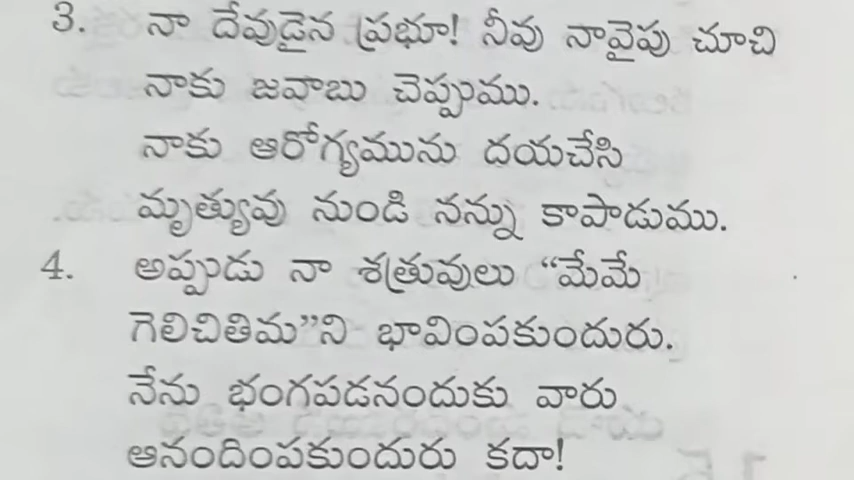 3. నా దేవుడైన ప్రభూ! నీవు నావైపు చూచి
నాకు జవాబు చెప్పుము.
నాకు ఆరోగ్యమును దయచేసి
మృత్యువు నుండి నన్ను కాపాడుము.
4. అప్పుడు నా శత్రువులు “మేమే
గెలిచితిమ”ని భావింపకుందురు.
నేను భంగపడనందుకు వారు
ఆనందింపకుందురు కదా!